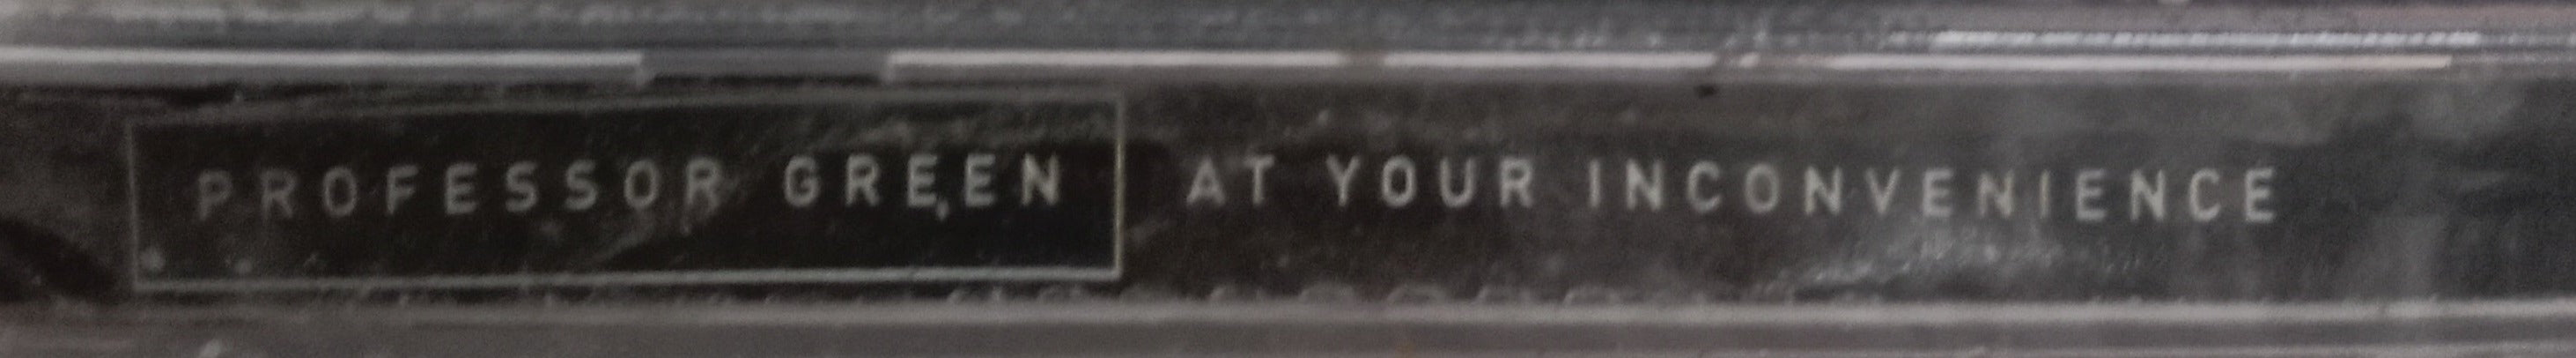 PROFESSOR GREEN AT YOUR INCONVENIENCE